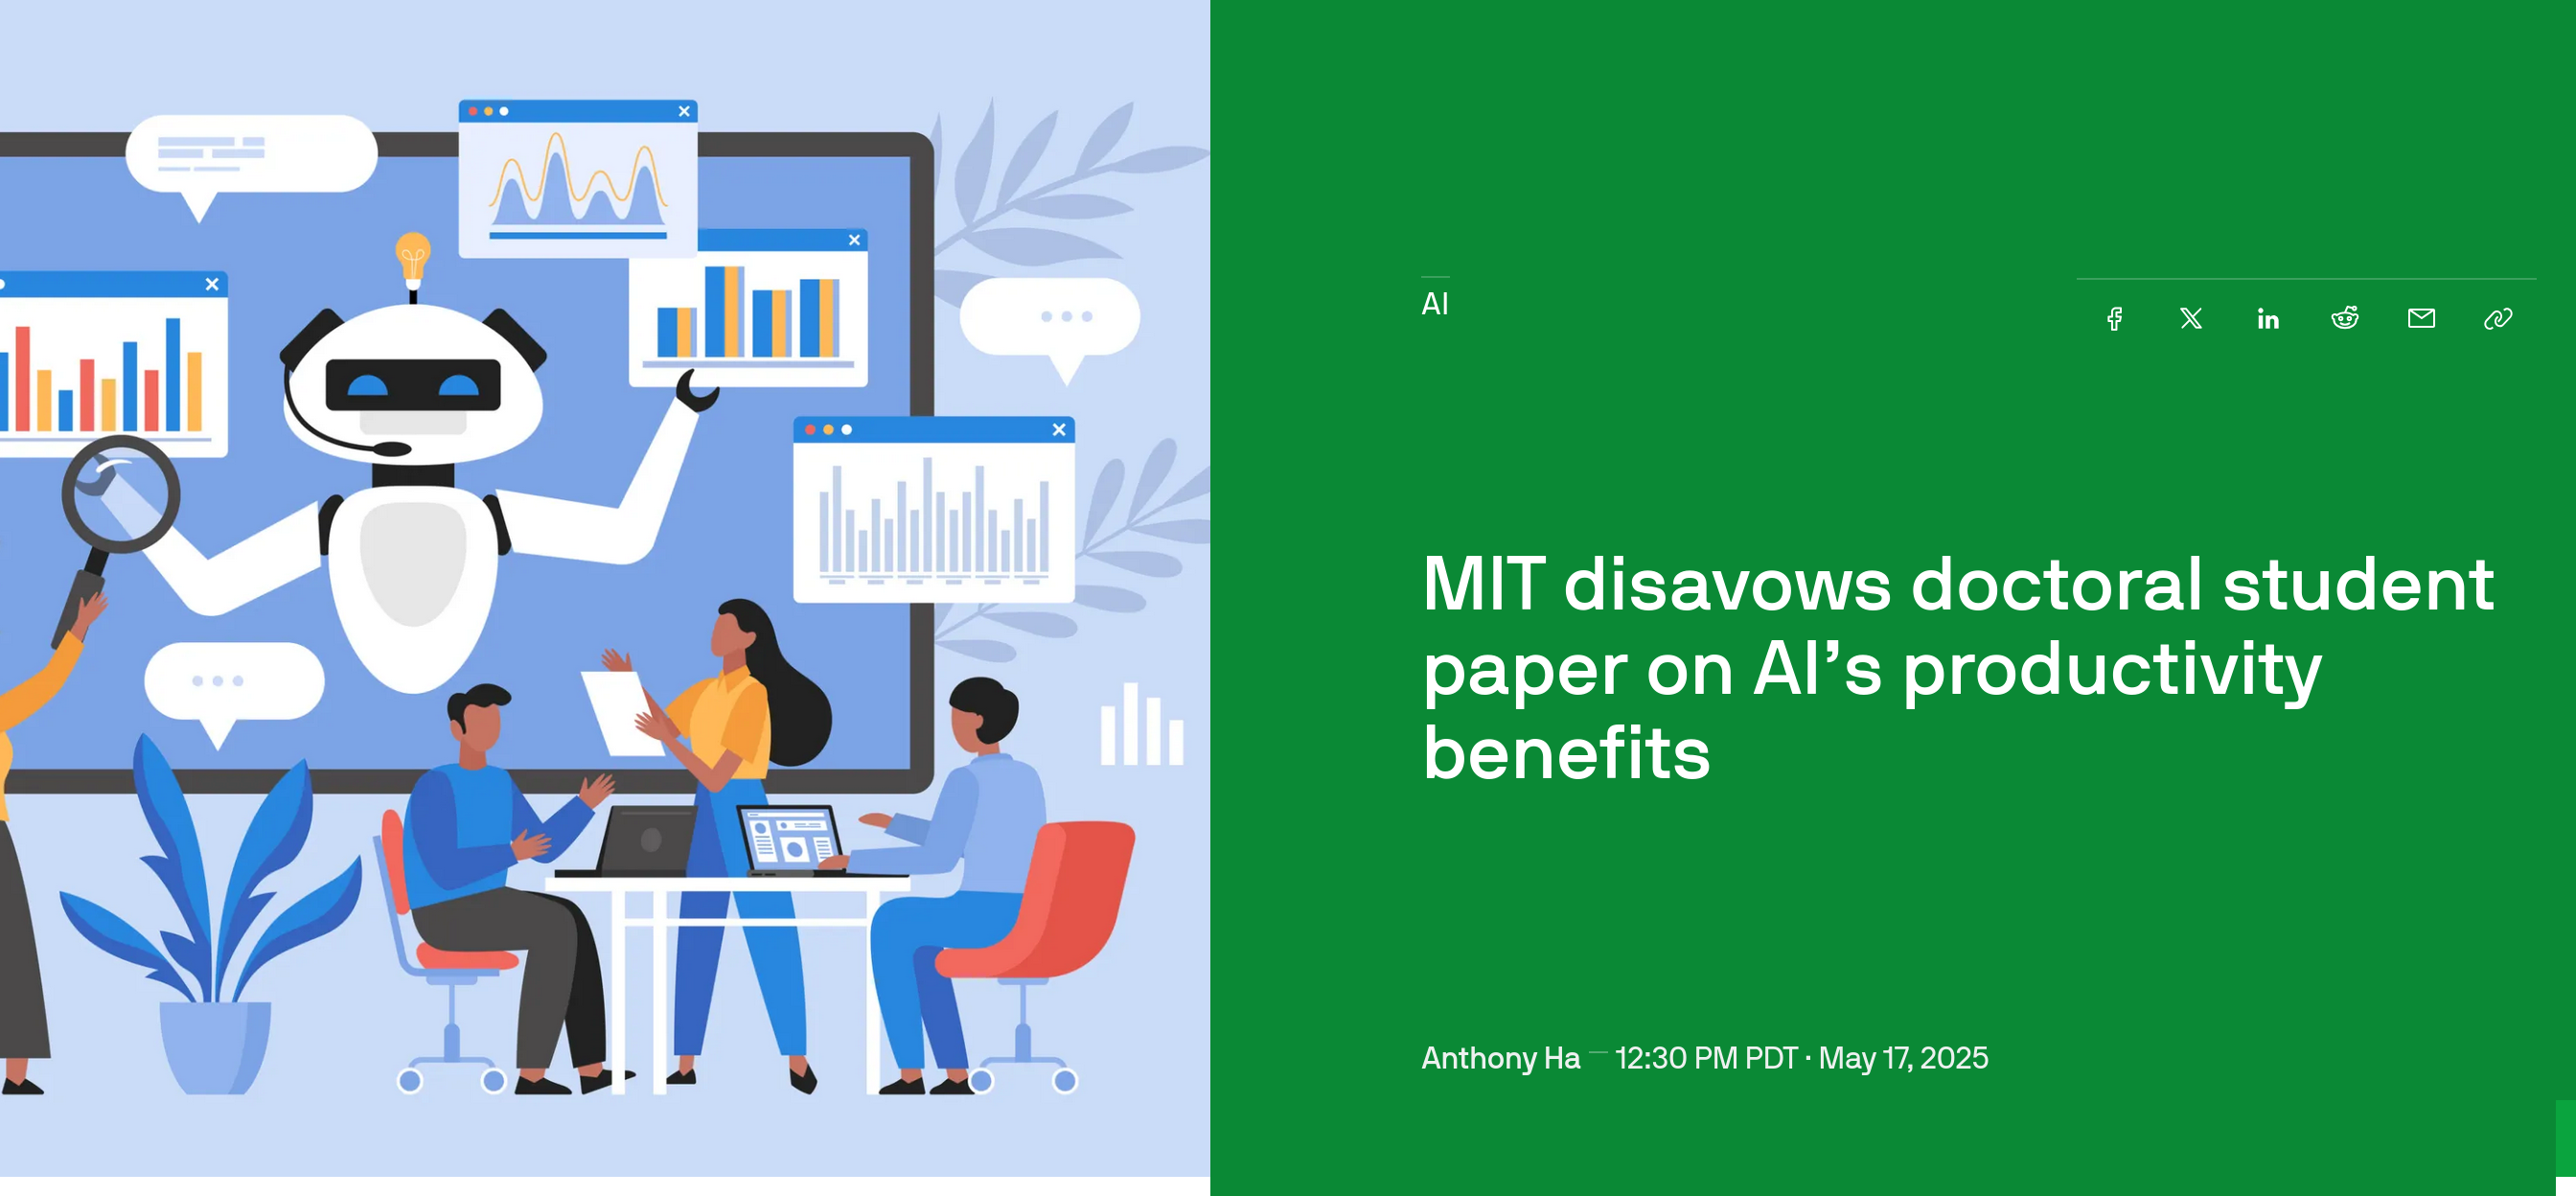 AI
MIT disavows doctoral student
paper on AI’s productivity
benefits
Anthony Ha — 12:30 PM PDT · May 17, 2025